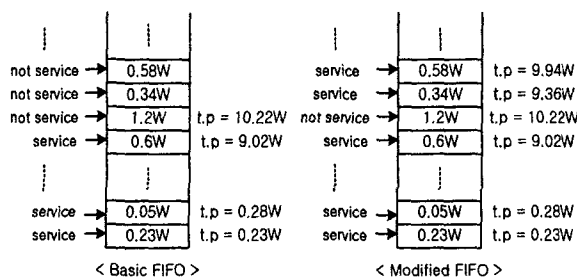 not service 0.58W
not service 0.34W
not service 1.2W t.p = 10.22W
service 0.6W t.p = 9.02W
service 0.05W t.p = 0.28W
service 0.23W t.p = 0.23W
< Basic FIFO >
service 0.58W t.p = 9.94W
service 0.34W t.p = 9.36W
not service 1.2W t.p = 10.22W
service 0.6W t.p = 9.02W
service 0.05W t.p = 0.28W
service 0.23W t.p = 0.23W
< Modified FIFO >